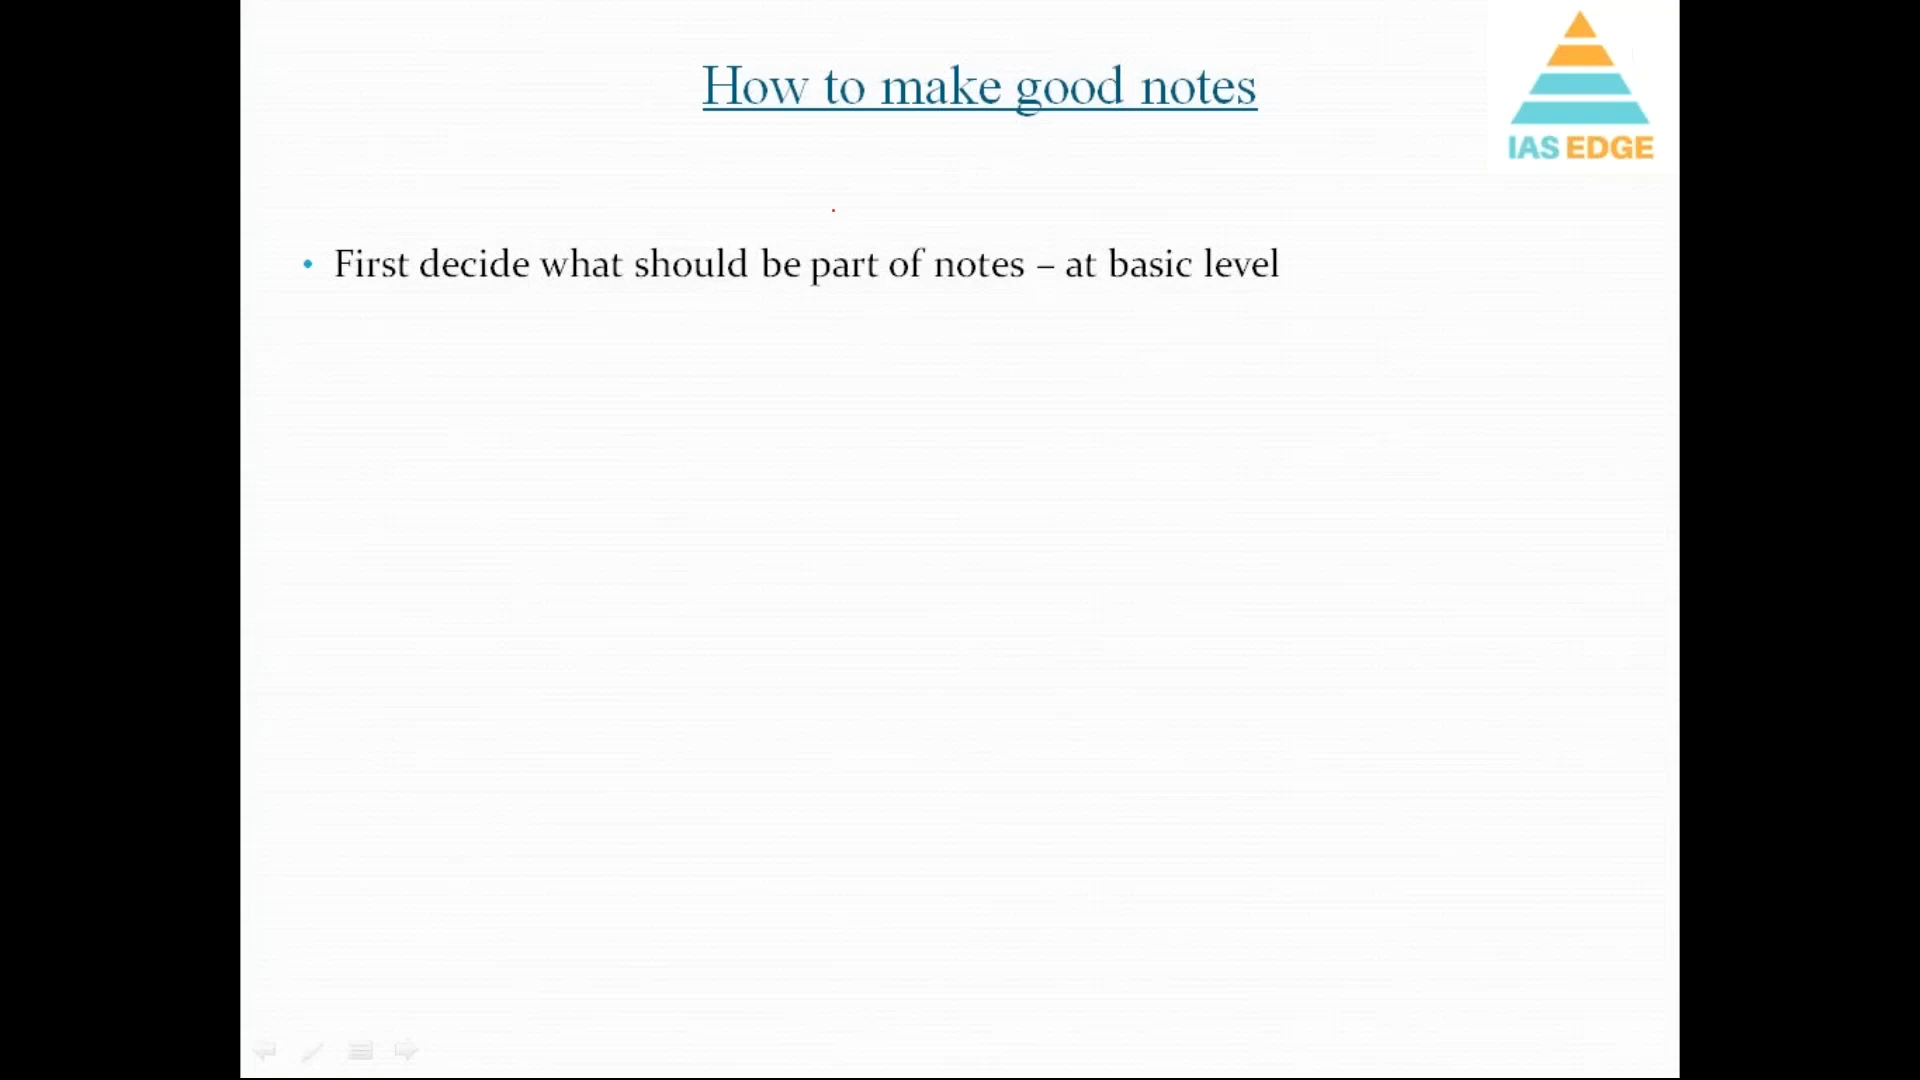 How to make good notes
IAS EDGE
• First decide what should be part of notes – at basic level